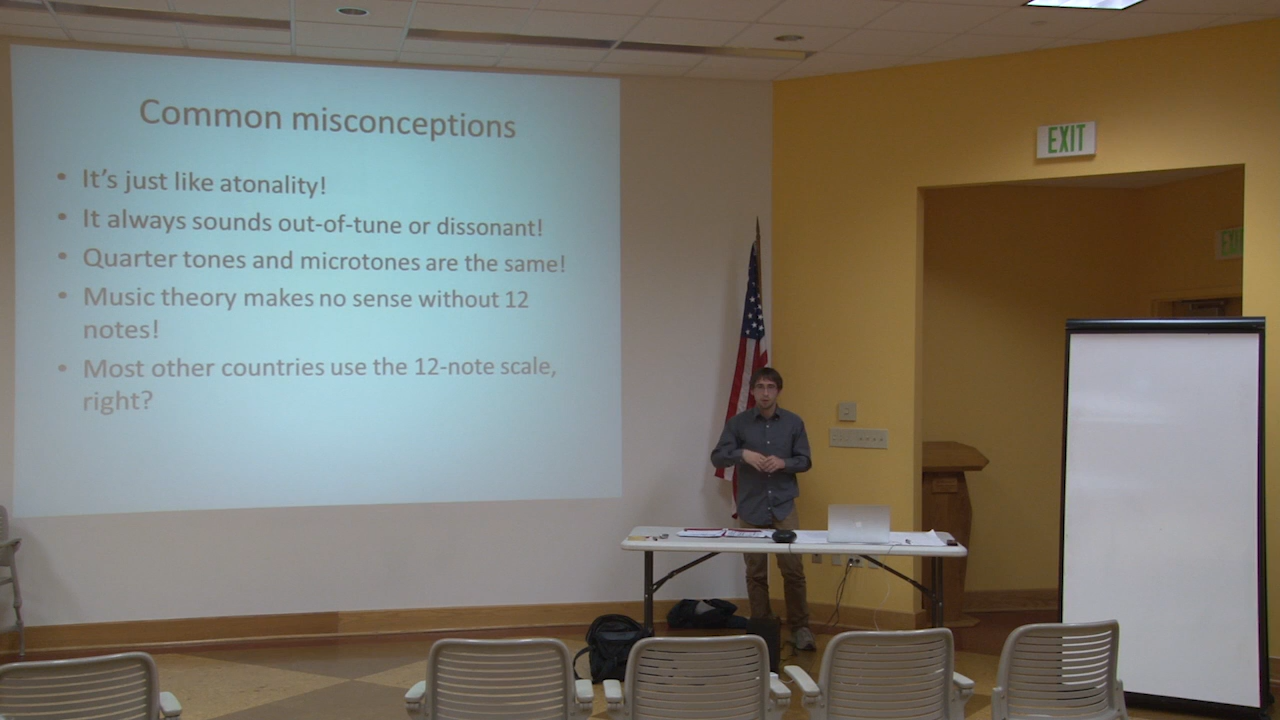 Common misconceptions
• It's just like atonality!
• It always sounds out-of-tune or dissonant!
• Quarter tones and microtones are the same!
• Music theory makes no sense without 12
notes!
• Most other countries use the 12-note scale,
right?
EXIT
EXIT